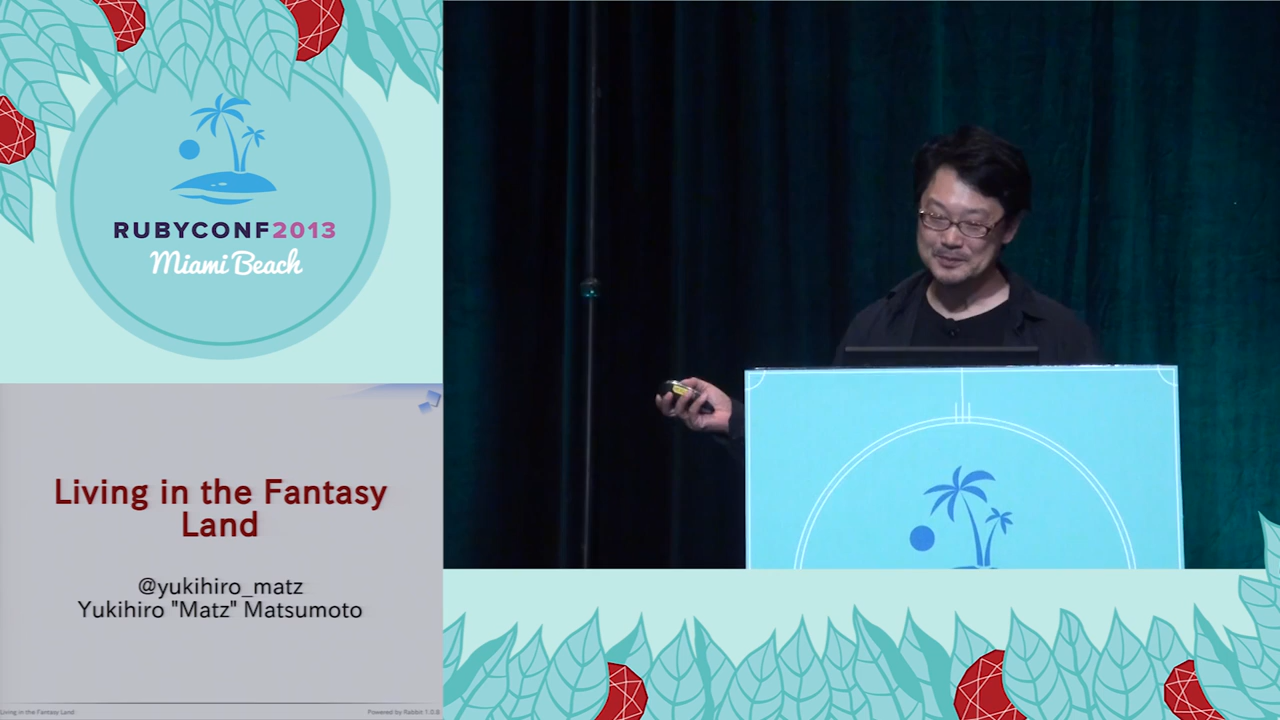 RUBYCONF2013
Miami Beach
Living in the Fantasy
Land
@yukihiro_matz
Yukihiro "Matz" Matsumoto
Living in the Fantasy Land
Powered by Rabbit 1.0.8